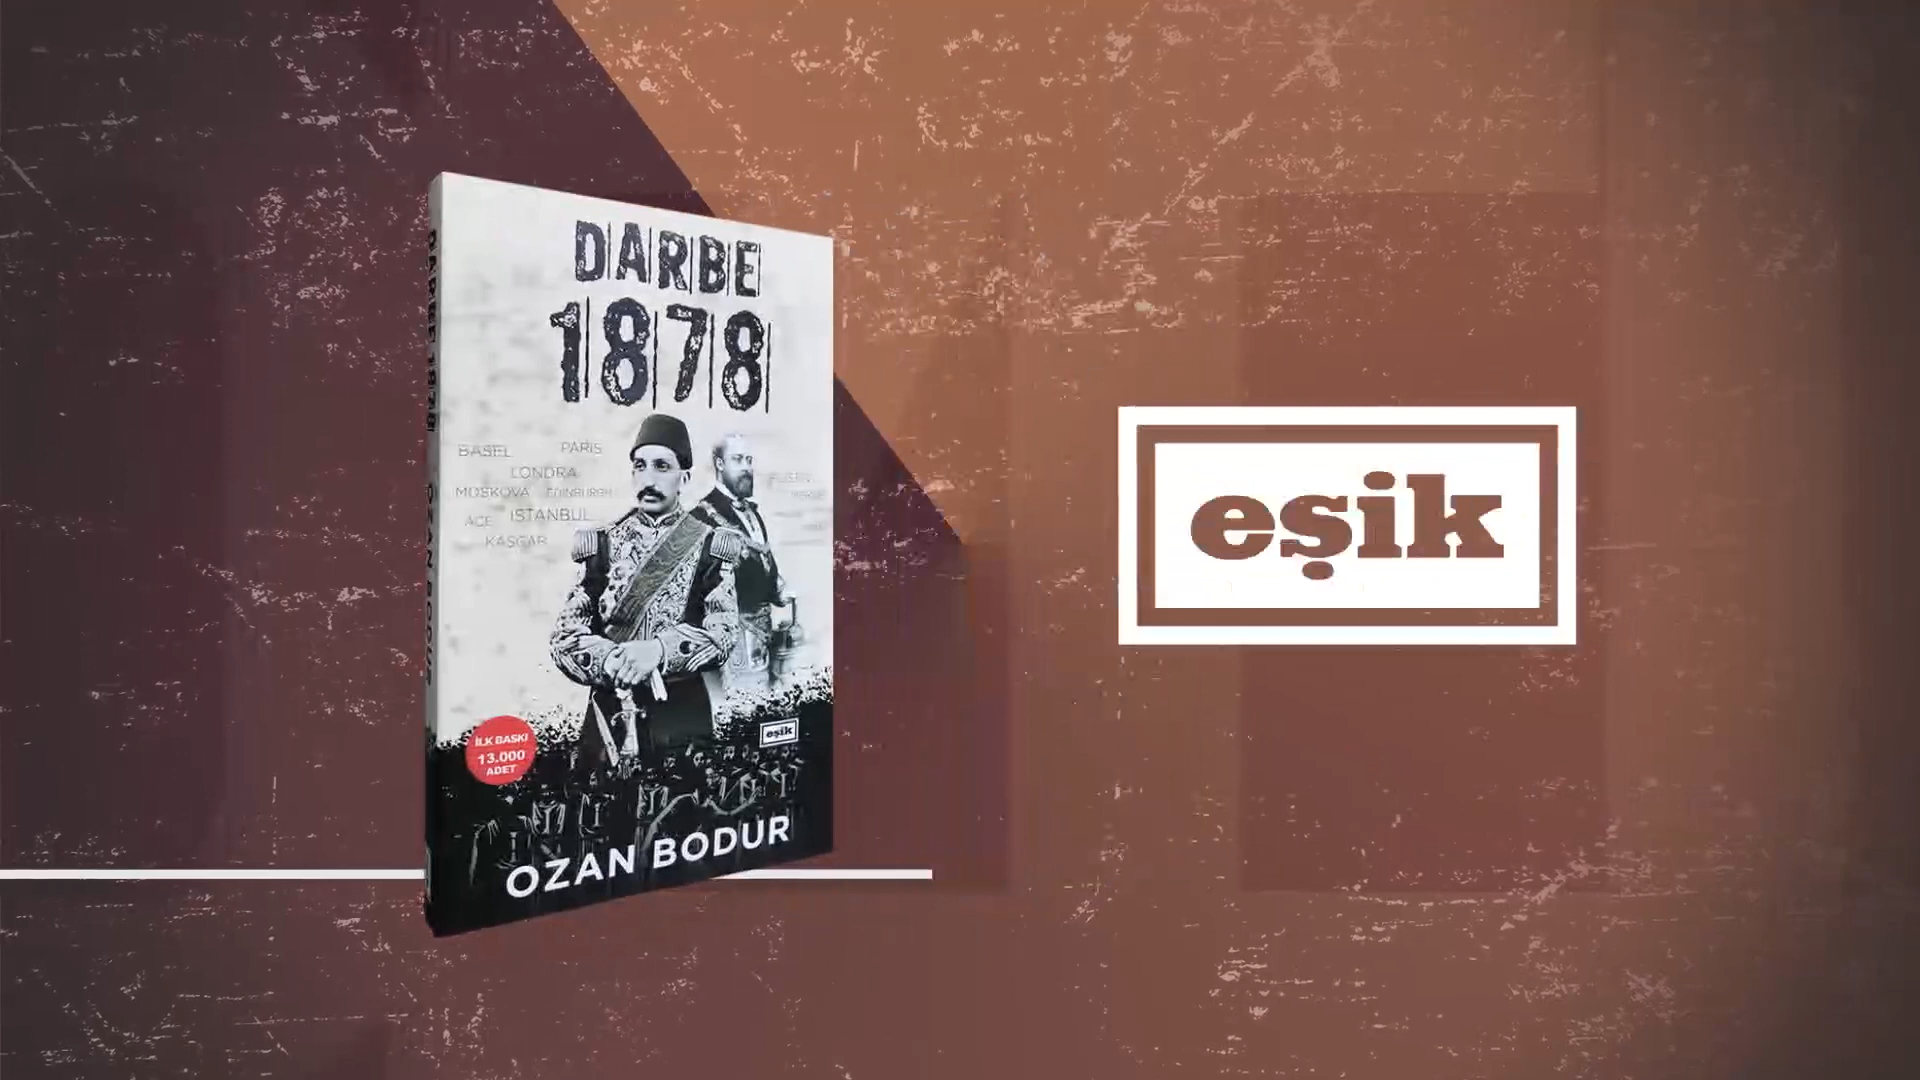 DARBE
1878
BASEL
PARIS
LONDRA
MOSKOVA
EDINBURGH
ACE
ISTANBUL
KAŞGAR
İLK BASKI
13.000
ADET
eşik
OZAN BODUR
DARBE 1878
OZAN BODUR
eşik